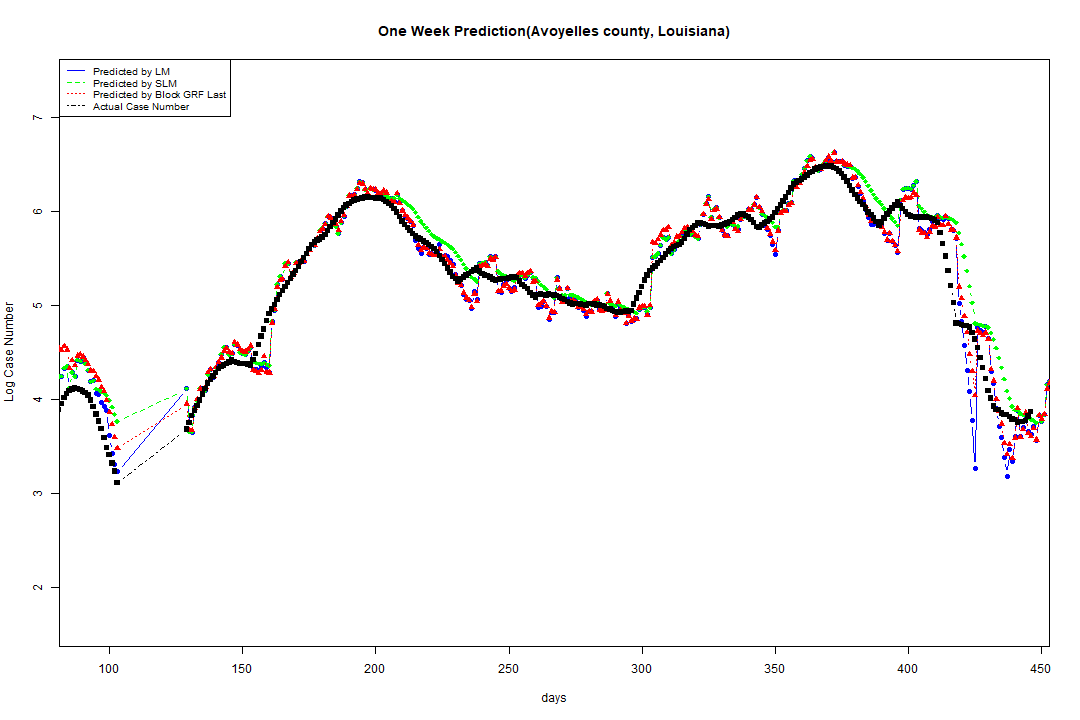 One Week Prediction(Avoyelles county, Louisiana)
Predicted by LM
Predicted by SLM
Predicted by Block GRF Last
Actual Case Number
Log Case Number
7
6
5
4
3
2
100 150 200 250 300 350 400 450
days